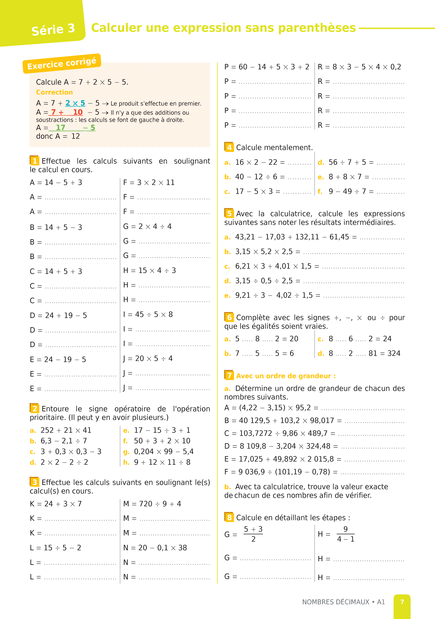 Série 3
Calculer une expression sans parenthèses
Exercice corrigé
Calcule A = 7 + 2 × 5 − 5.
Correction
A = 7 + 2 × 5 − 5 → Le produit s'effectue en premier.
A = 7 + 10 − 5 → Il n'y a que des additions ou
soustractions : les calculs se font de gauche à droite.
A = 17 − 5
donc A = 12
1 Effectue les calculs suivants en soulignant
le calcul en cours.
A = 14 − 5 + 3
A = ............................
A = ............................
B = 14 + 5 − 3
B = ............................
B = ............................
C = 14 + 5 + 3
C = ............................
C = ............................
D = 24 + 19 − 5
D = ............................
D = ............................
E = 24 − 19 − 5
E = ............................
E = ............................
F = 3 × 2 × 11
F = ............................
F = ............................
G = 2 × 4 ÷ 4
G = ............................
G = ............................
H = 15 × 4 ÷ 3
H = ............................
H = ............................
I = 45 ÷ 5 × 8
I = ............................
I = ............................
J = 20 × 5 ÷ 4
J = ............................
J = ............................
2 Entoure le signe opératoire de l'opération
prioritaire. (Il peut y en avoir plusieurs.)
a. 252 + 21 × 41
b. 6,3 − 2,1 ÷ 7
c. 3 + 0,3 × 0,3 − 3
d. 2 × 2 − 2 ÷ 2
e. 17 − 15 ÷ 3 + 1
f. 50 + 3 + 2 × 10
g. 0,204 × 99 − 5,4
h. 9 + 12 × 11 ÷ 8
3 Effectue les calculs suivants en soulignant le(s)
calcul(s) en cours.
K = 24 + 3 × 7
K = ............................
K = ............................
L = 15 ÷ 5 − 2
L = ............................
L = ............................
M = 720 ÷ 9 + 4
M = ............................
M = ............................
N = 20 − 0,1 × 38
N = ............................
N = ............................
P = 60 − 14 + 5 × 3 + 2
P = ............................
P = ............................
P = ............................
P = ............................
R = 8 × 3 − 5 × 4 × 0,2
R = ............................
R = ............................
R = ............................
R = ............................
4 Calcule mentalement.
a. 16 × 2 − 22 = ..........
b. 40 − 12 ÷ 6 = ..........
c. 17 − 5 × 3 = ..........
d. 56 ÷ 7 + 5 = ..........
e. 8 + 8 × 7 = ..........
f. 9 − 49 ÷ 7 = ..........
5 Avec la calculatrice, calcule les expressions
suivantes sans noter les résultats intermédiaires.
a. 43,21 − 17,03 + 132,11 − 61,45 = ...............
b. 3,15 × 5,2 × 2,5 = ...............
c. 6,21 × 3 + 4,01 × 1,5 = ...............
d. 3,15 ÷ 0,5 ÷ 2,5 = ...............
e. 9,21 ÷ 3 − 4,02 ÷ 1,5 = ...............
6 Complète avec les signes +, −, × ou ÷ pour
que les égalités soient vraies.
a. 5 ..... 8 ..... 2 = 20
b. 7 ..... 5 ..... 5 = 6
c. 8 ..... 6 ..... 2 = 24
d. 8 ..... 2 ..... 81 = 324
7 Avec un ordre de grandeur :
a. Détermine un ordre de grandeur de chacun des
nombres suivants.
A = (4,22 − 3,15) × 95,2 = ....................
B = 40 129,5 + 103,2 × 98,017 = ....................
C = 103,7272 ÷ 9,86 × 489,7 = ....................
D = 8 109,8 − 3,204 × 324,48 = ....................
E = 17,025 + 49,892 × 2 015,8 = ....................
F = 9 036,9 ÷ (101,19 − 0,78) = ....................
b. Avec ta calculatrice, trouve la valeur exacte
de chacun de ces nombres afin de vérifier.
8 Calcule en détaillant les étapes :
G = 5 + 3 / 2
G = ............................
G = ............................
H = 9 / 4 − 1
H = ............................
H = ............................
NOMBRES DÉCIMAUX • A1
7